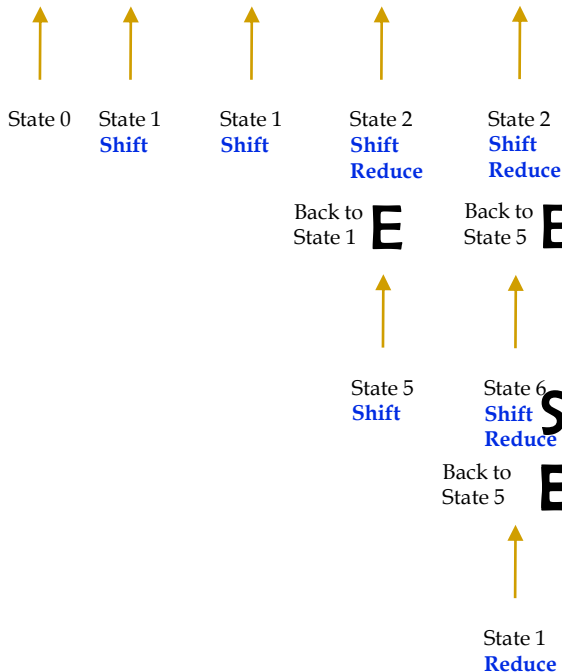 State 0 State 1 State 1 State 2 State 2
Shift Shift Shift Shift
Reduce Reduce
Back to Back to
State 1 E State 5 E
State 5 State 6
Shift Shift S
Reduce
Back to
State 5 E
State 1
Reduce